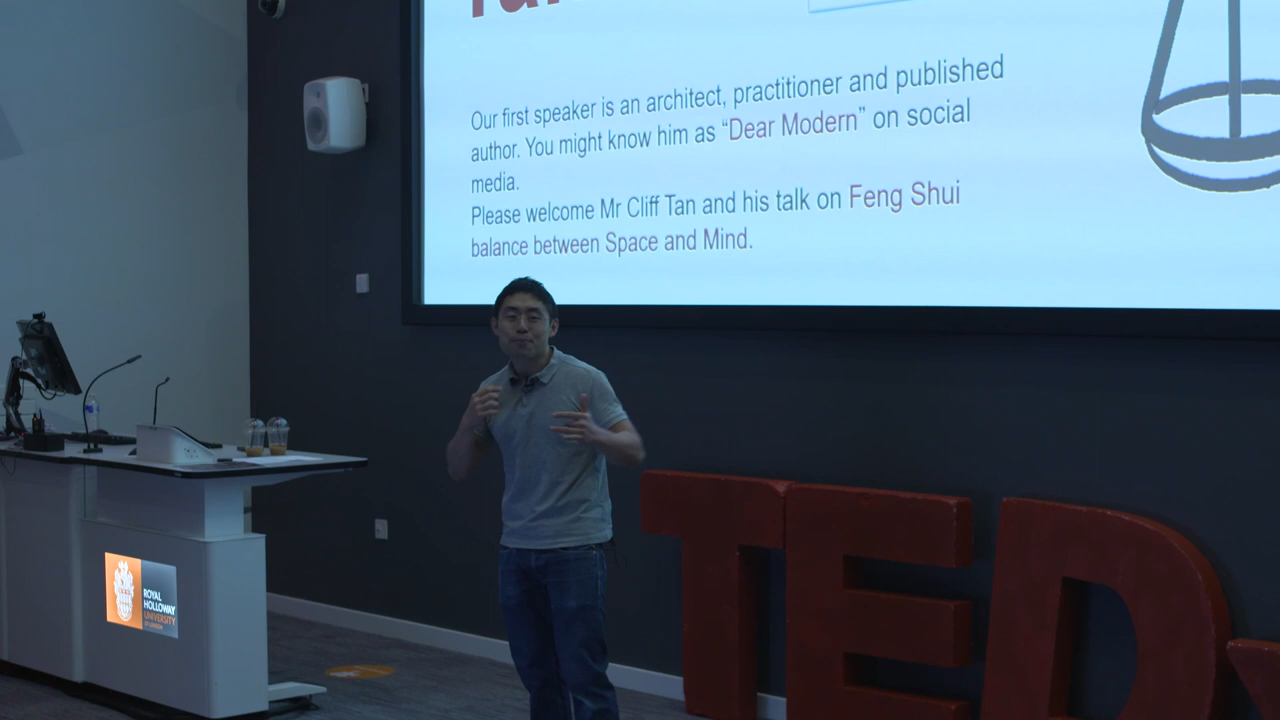 Our first speaker is an architect, practitioner and published
author. You might know him as “Dear Modern” on social
media.
Please welcome Mr Cliff Tan and his talk on Feng Shui
balance between Space and Mind.
ROYAL
HOLLOWAY
UNIVERSITY
OF LONDON
TED